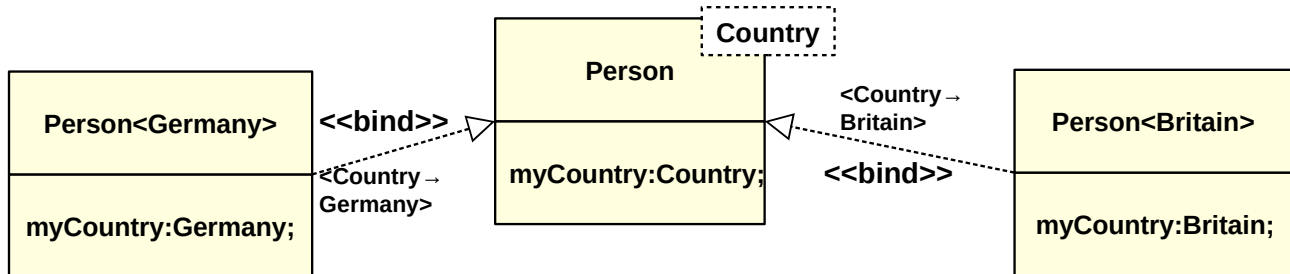 Country
Person
myCountry:Country;
Person<Germany>
myCountry:Germany;
<<bind>>
<Country→
Germany>
<Country→
Britain>
<<bind>>
Person<Britain>
myCountry:Britain;